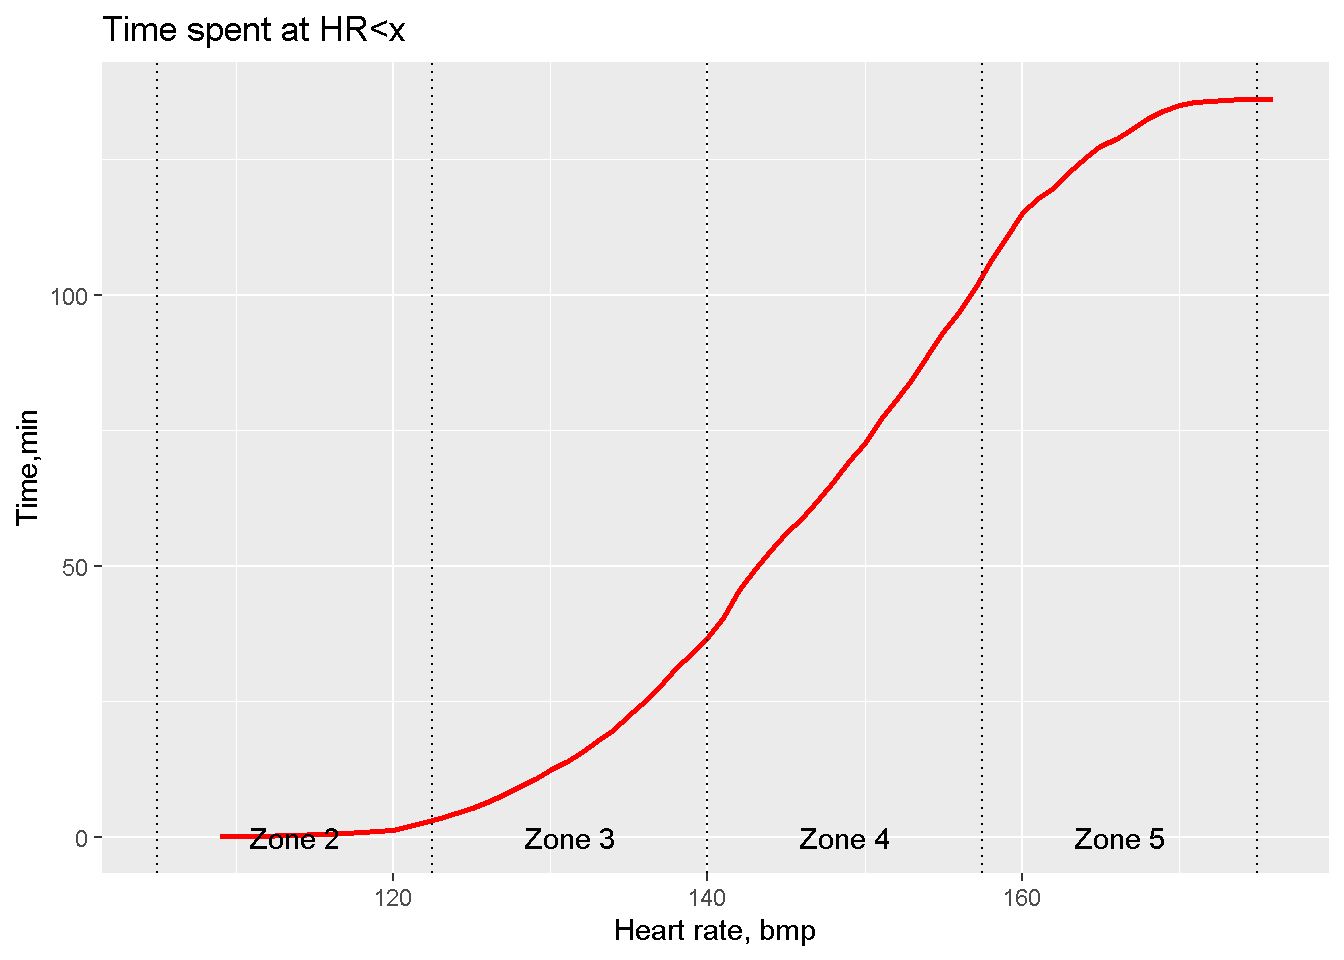 Time spent at HR<x
100
50
0
Time,min
Zone 2
Zone 3
Zone 4
Zone 5
120
140
160
Heart rate, bmp